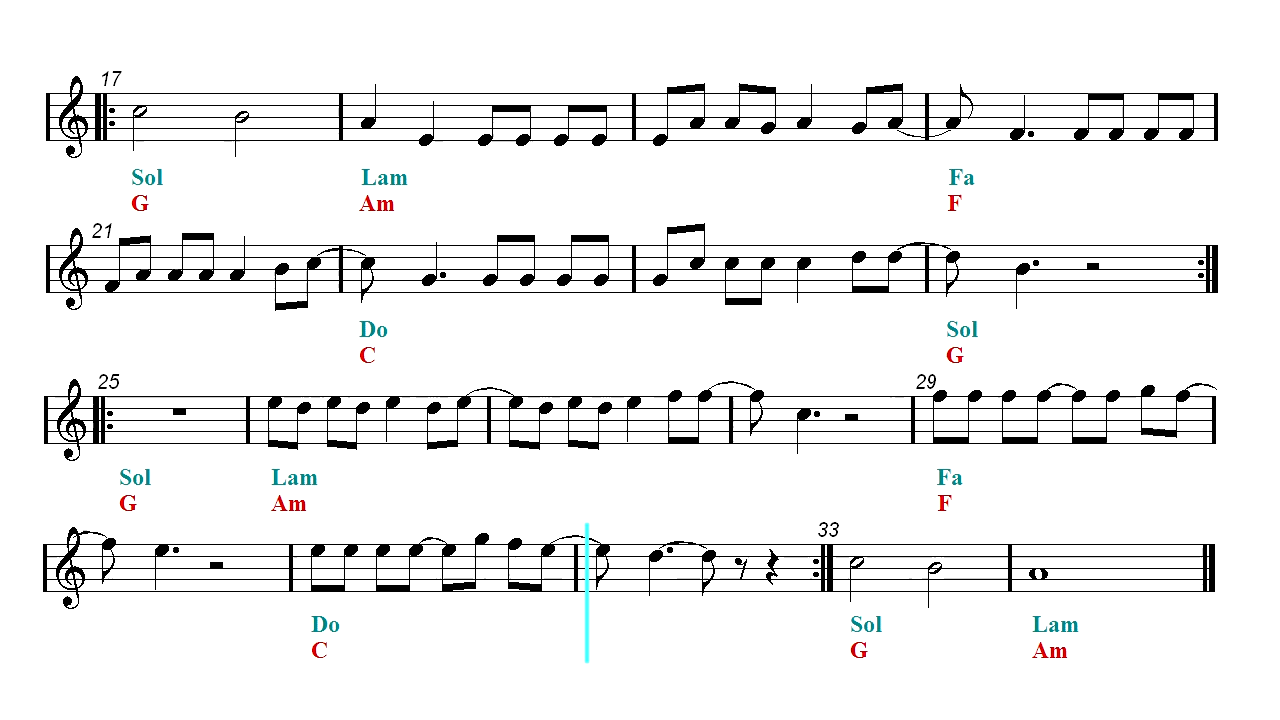 17
Sol Lam Fa
G Am F
21
Do Sol
C G
25 29
Sol Lam Fa
G Am F
33
Do Sol Lam
C G Am